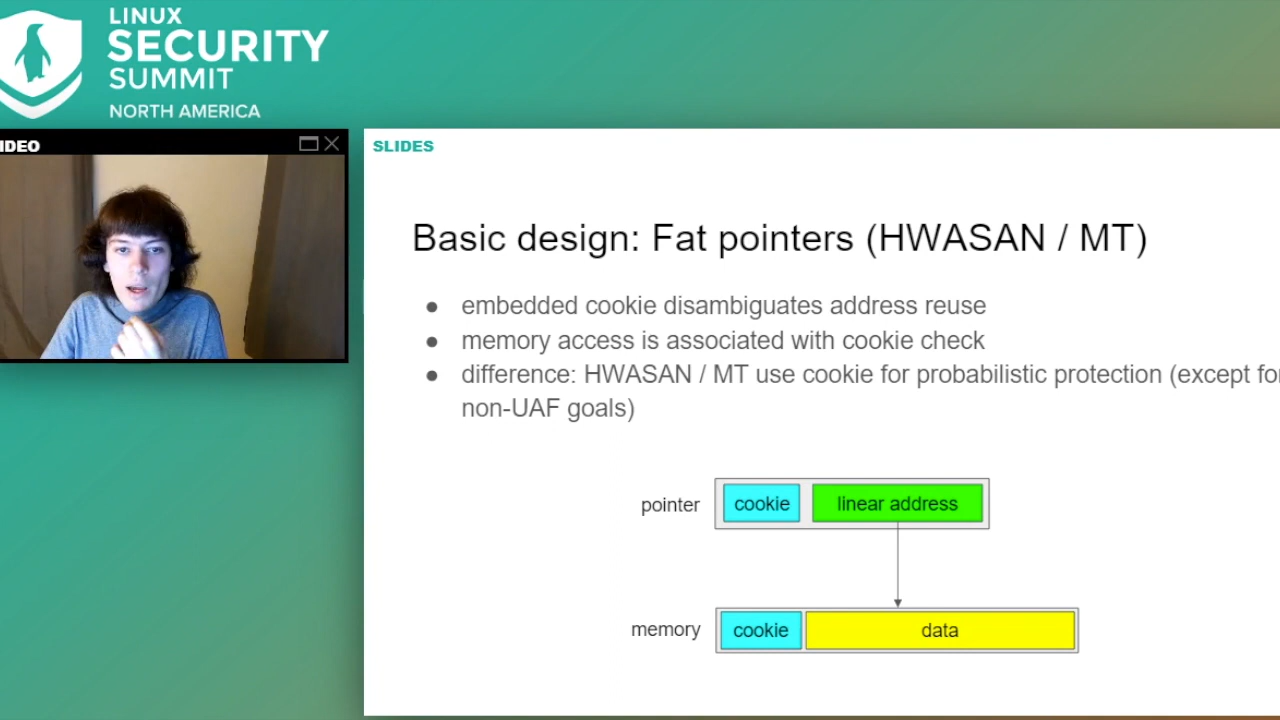 LINUX
SECURITY
SUMMIT
NORTH AMERICA
IDEO
SLIDES
Basic design: Fat pointers (HWASAN / MT)
● embedded cookie disambiguates address reuse
● memory access is associated with cookie check
● difference: HWASAN / MT use cookie for probabilistic protection (except for
non-UAF goals)
pointer cookie linear address
memory cookie data